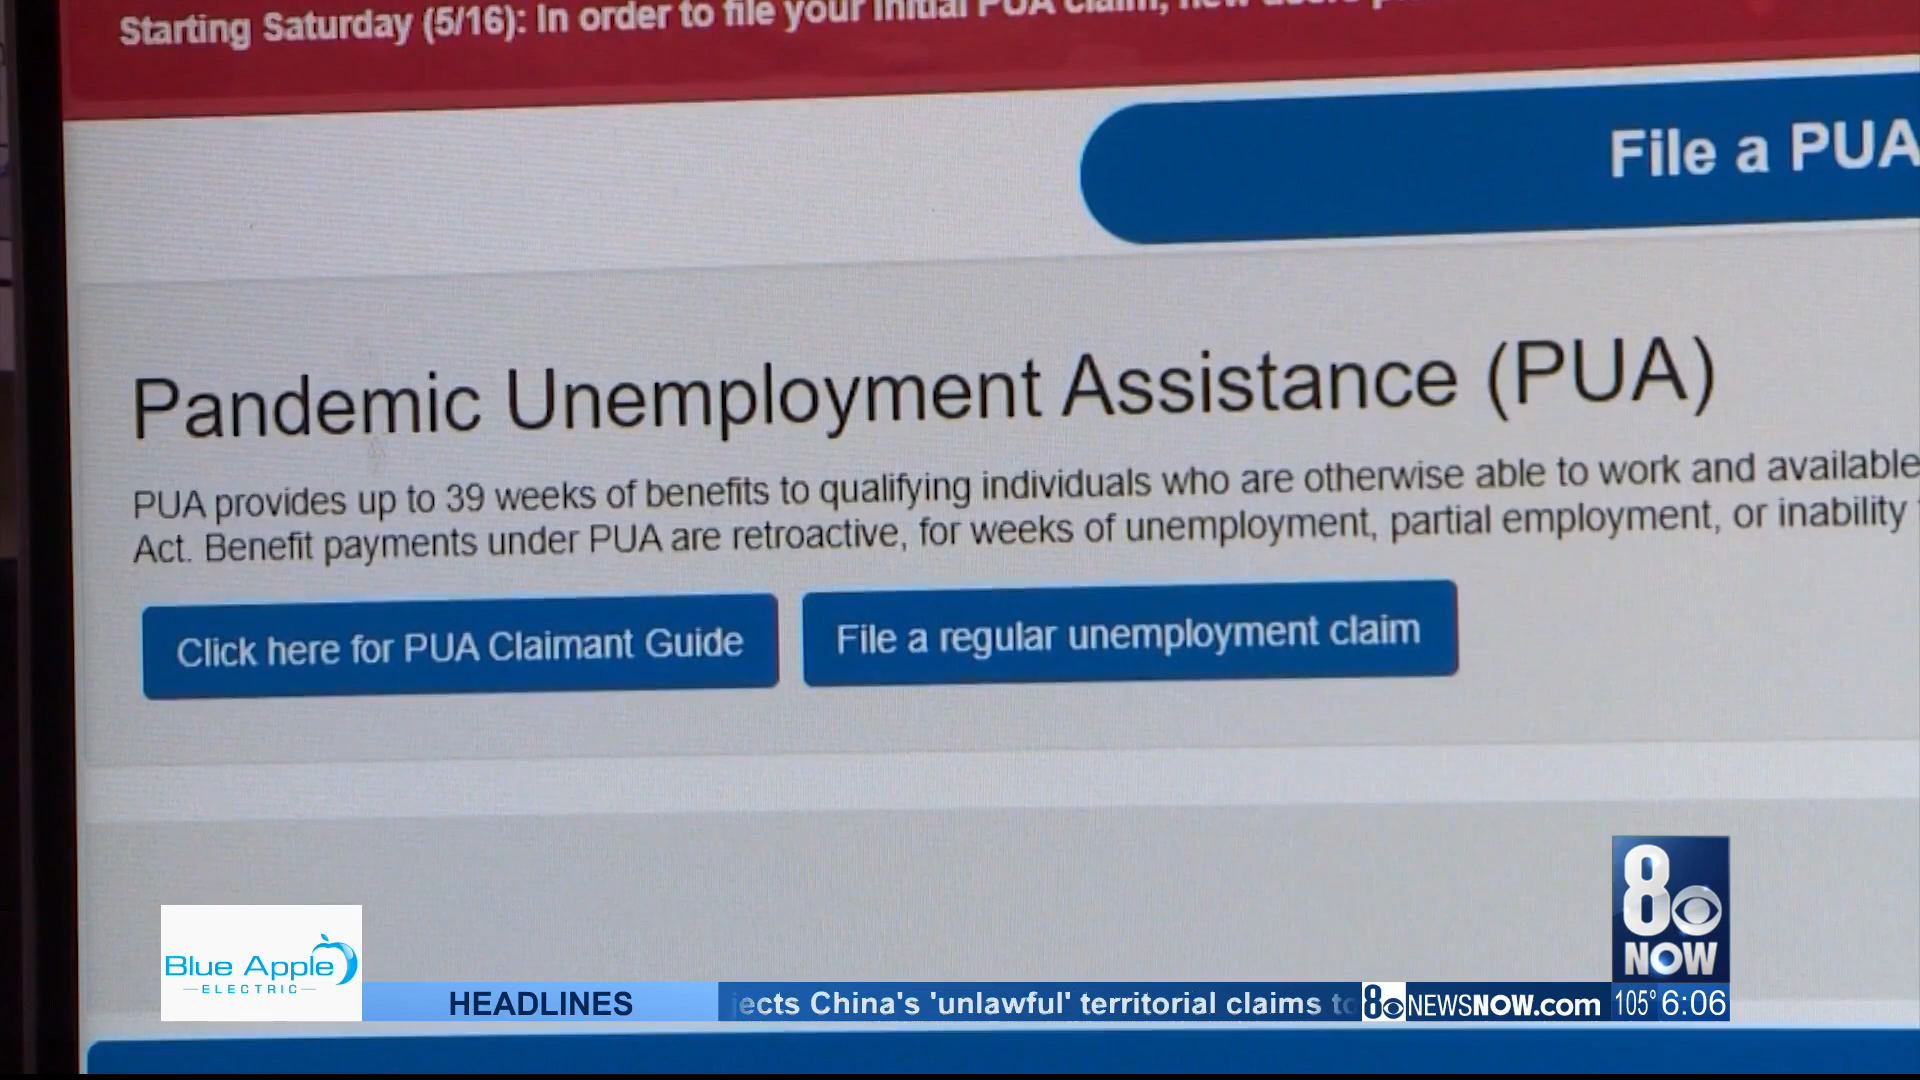 Starting Saturday (5/16): In order to file your initial PUA claim,
File a PUA
Pandemic Unemployment Assistance (PUA)
PUA provides up to 39 weeks of benefits to qualifying individuals who are otherwise able to work and available
Act. Benefit payments under PUA are retroactive, for weeks of unemployment, partial employment, or inability
Click here for PUA Claimant Guide
File a regular unemployment claim
8
NOW
Blue Apple
ELECTRIC
HEADLINES
jects China's 'unlawful' territorial claims to
8 NEWSNOW.com
105° 6:06